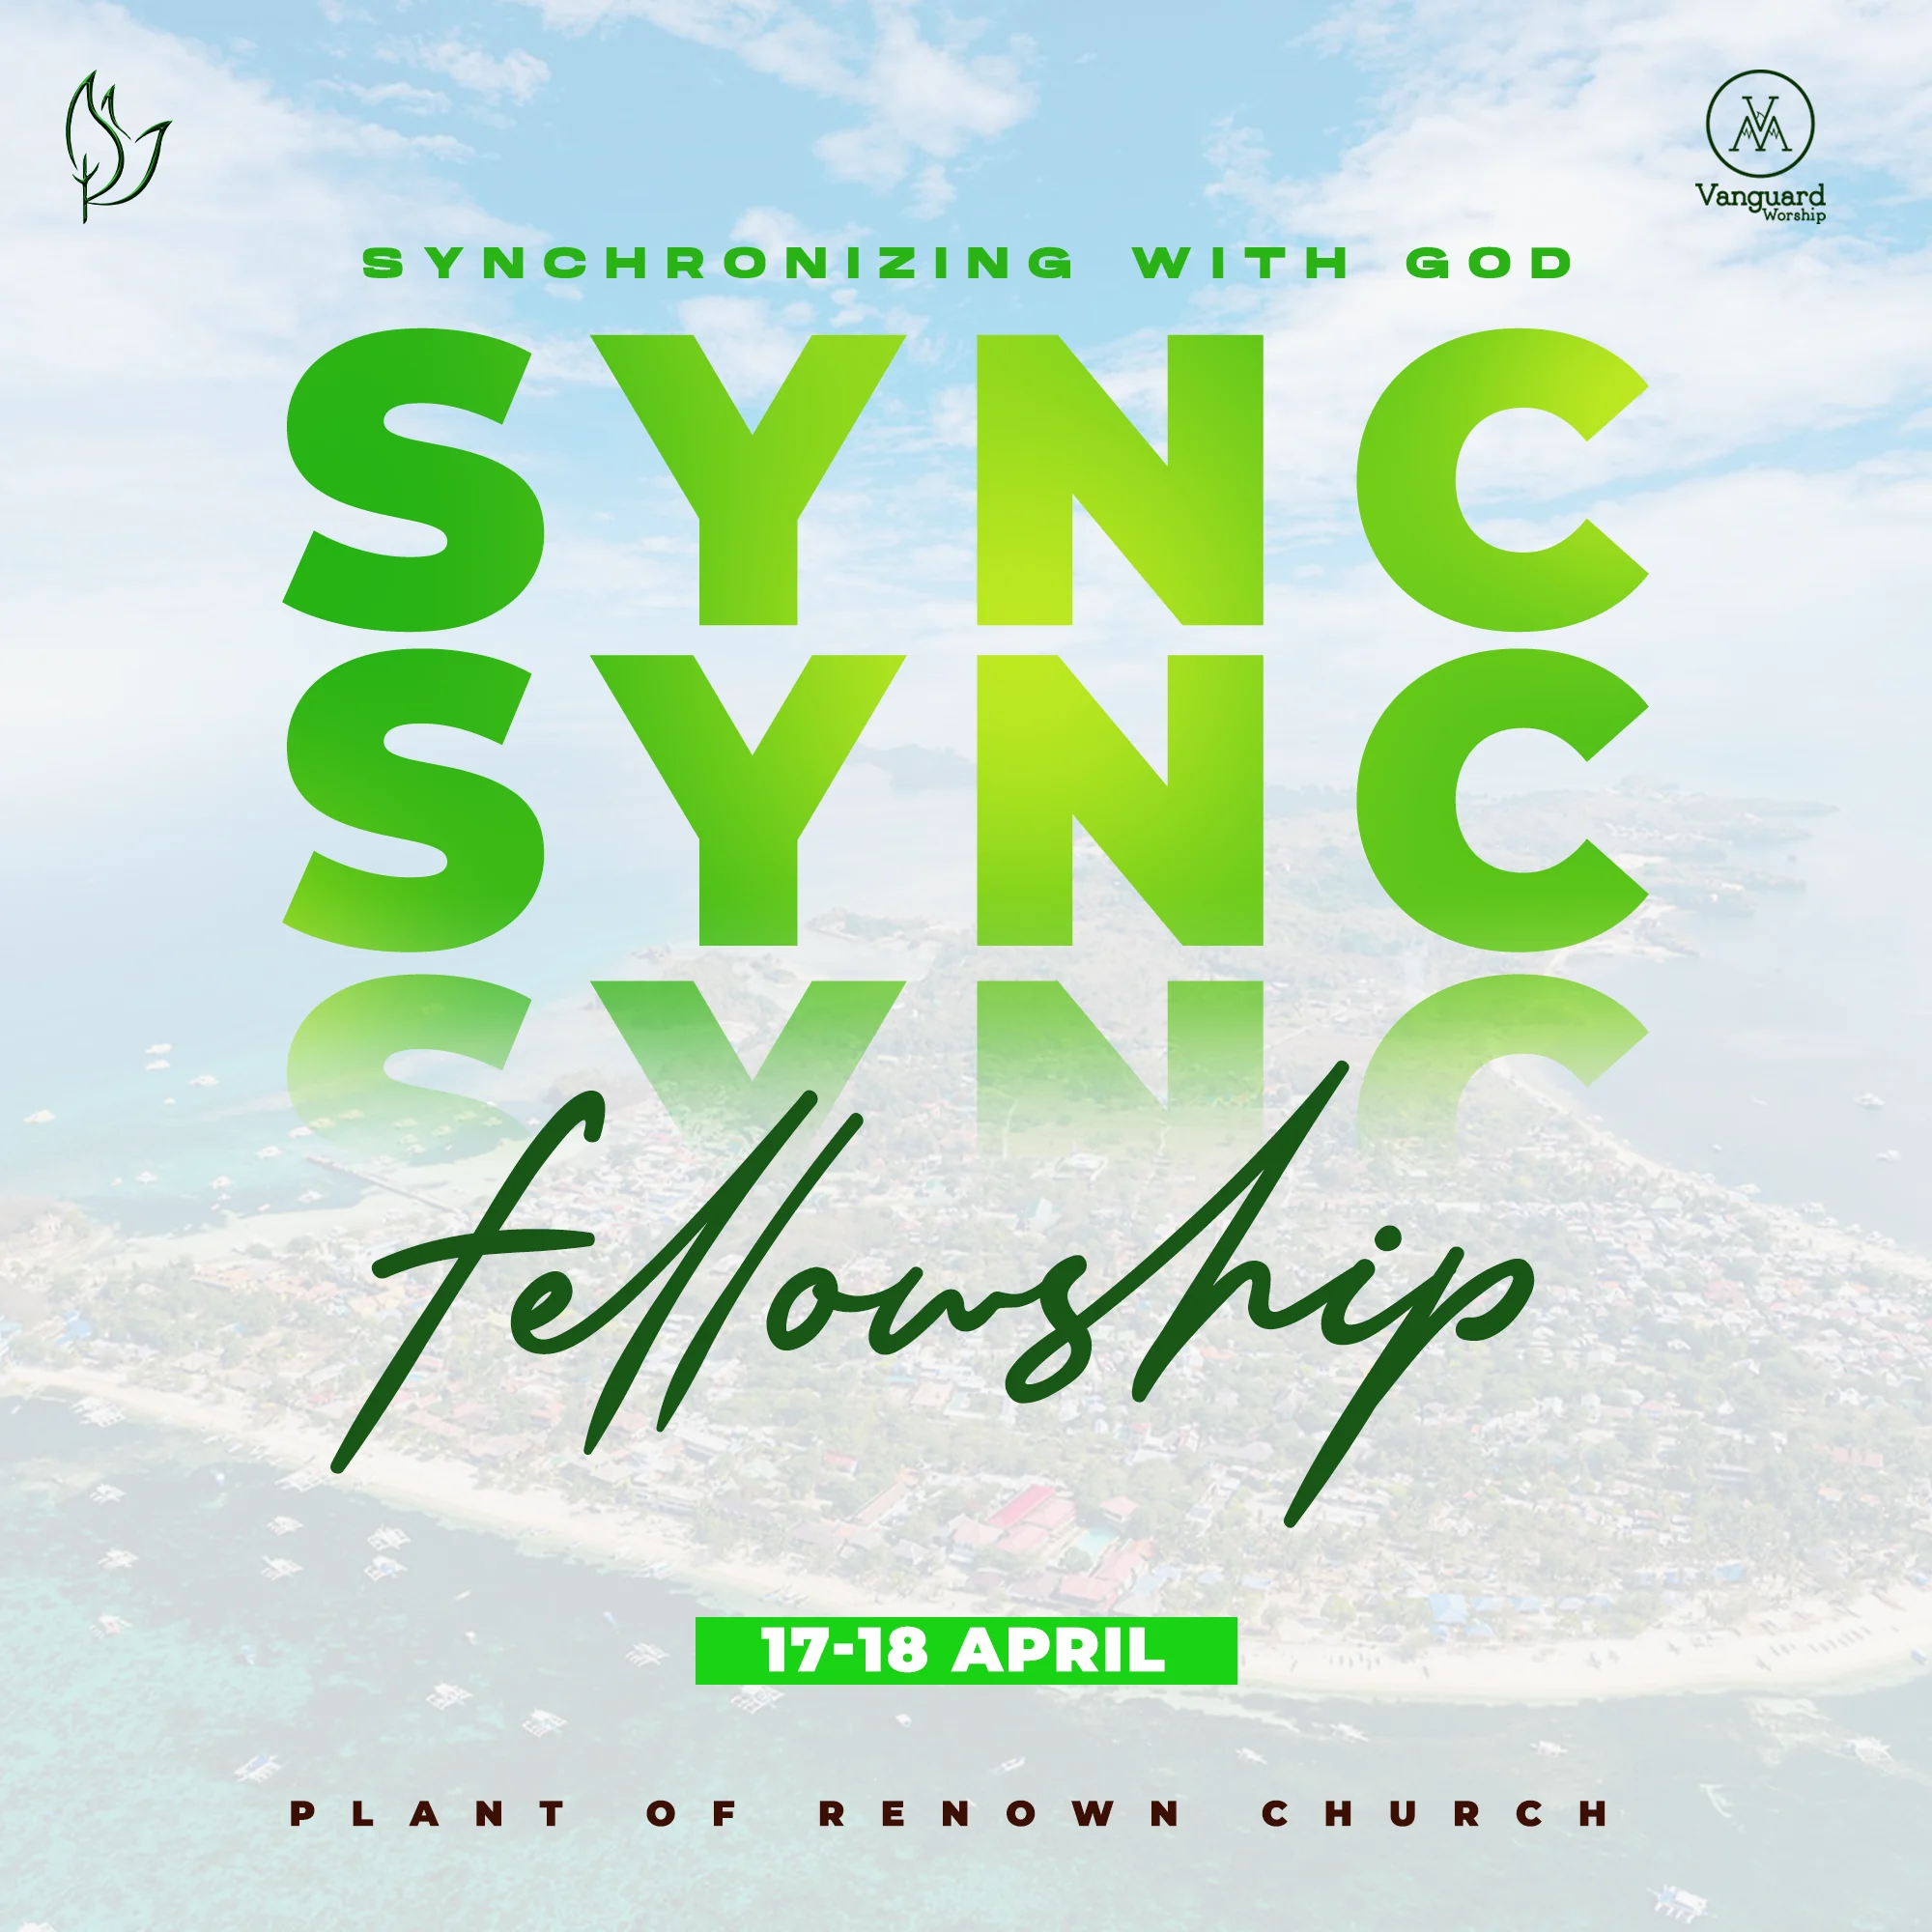 Vanguard
Worship
SYNCHRONIZING WITH GOD
SYNC
SYNC
SYNC
fellowship
17-18 APRIL
PLANT OF RENOWN CHURCH